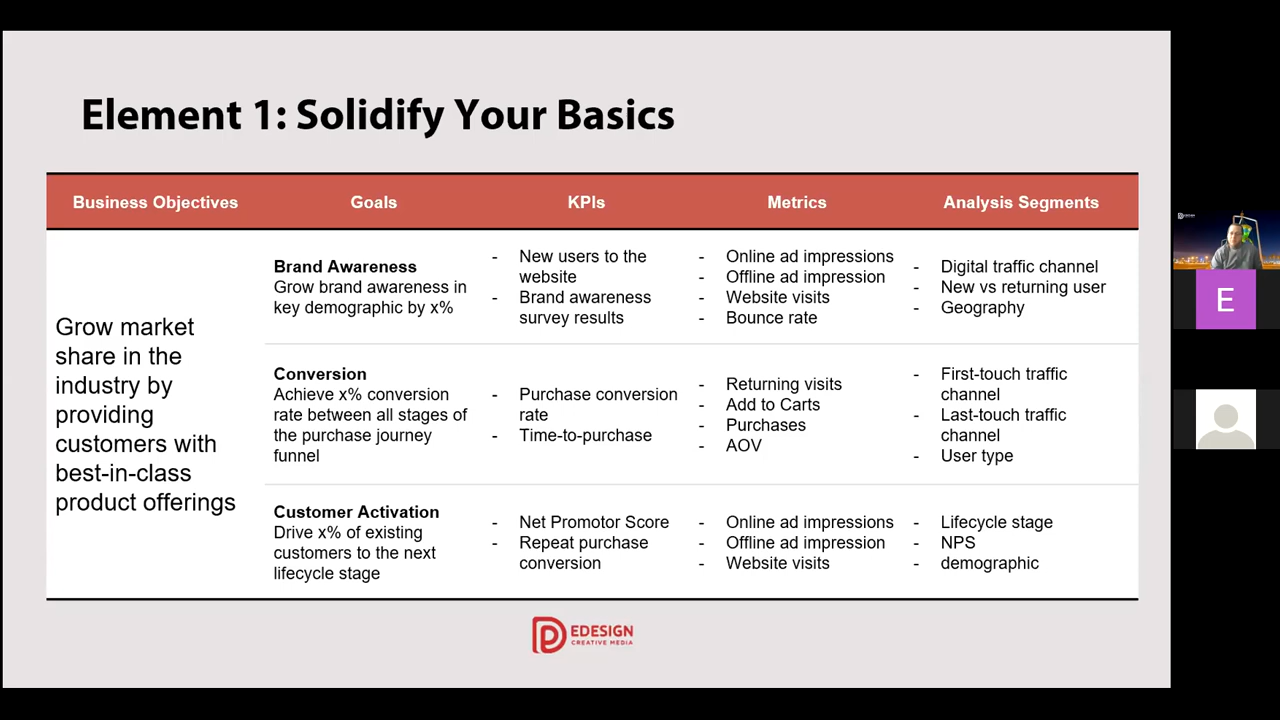 Element 1: Solidify Your Basics
Business Objectives
Goals
KPIs
Metrics
Analysis Segments
Grow market
share in the
industry by
providing
customers with
best-in-class
product offerings
Brand Awareness
Grow brand awareness in
key demographic by x%
- New users to the
website
- Brand awareness
survey results
- Online ad impressions
- Offline ad impression
- Website visits
- Bounce rate
- Digital traffic channel
- New vs returning user
- Geography
Conversion
Achieve x% conversion
rate between all stages of
the purchase journey
funnel
- Purchase conversion
rate
- Time-to-purchase
- Returning visits
- Add to Carts
- Purchases
- AOV
- First-touch traffic
channel
- Last-touch traffic
channel
- User type
Customer Activation
Drive x% of existing
customers to the next
lifecycle stage
- Net Promotor Score
- Repeat purchase
conversion
- Online ad impressions
- Offline ad impression
- Website visits
- Lifecycle stage
- NPS
- demographic
EDESIGN
CREATIVE MEDIA
E